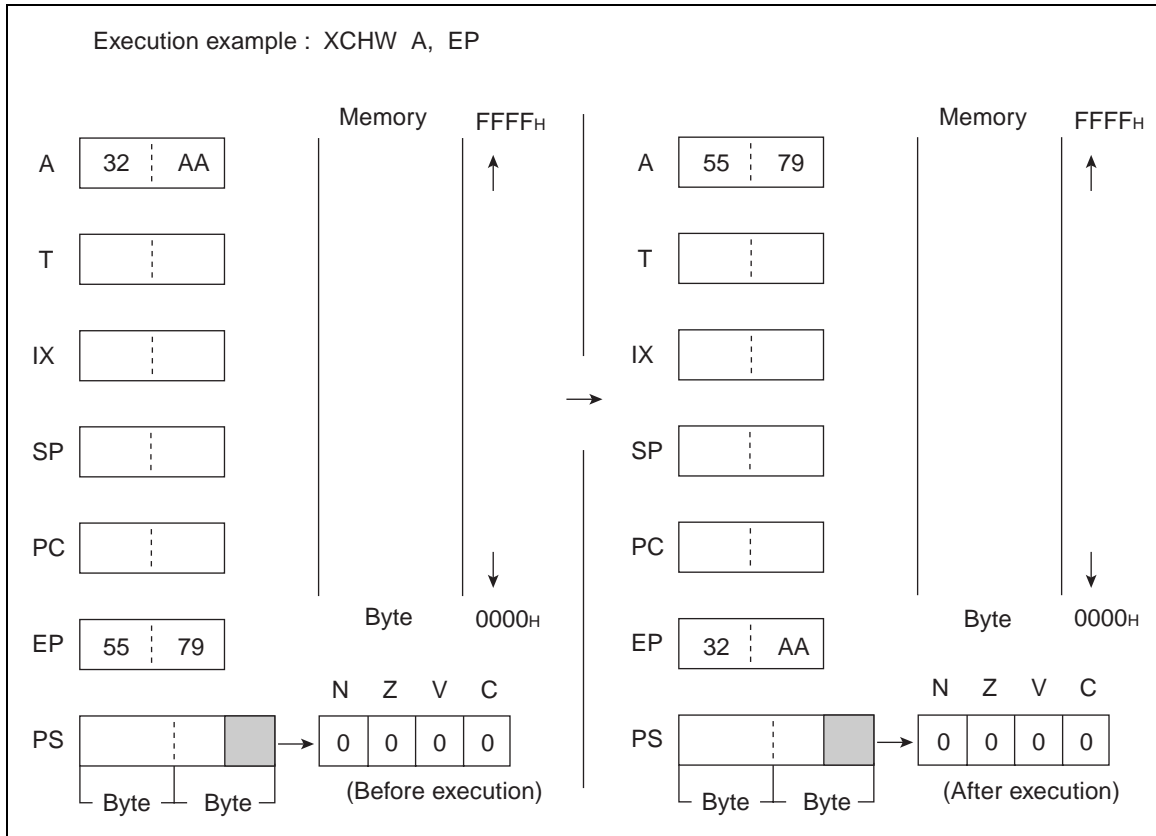 Execution example : XCHW A, EP
Memory FFFFH
A 32 AA
T
IX
SP
PC
Byte 0000H
EP 55 79
N Z V C
PS 0 0 0 0
Byte Byte (Before execution)
Memory FFFFH
A 55 79
T
IX
SP
PC
Byte 0000H
EP 32 AA
N Z V C
PS 0 0 0 0
Byte Byte (After execution)